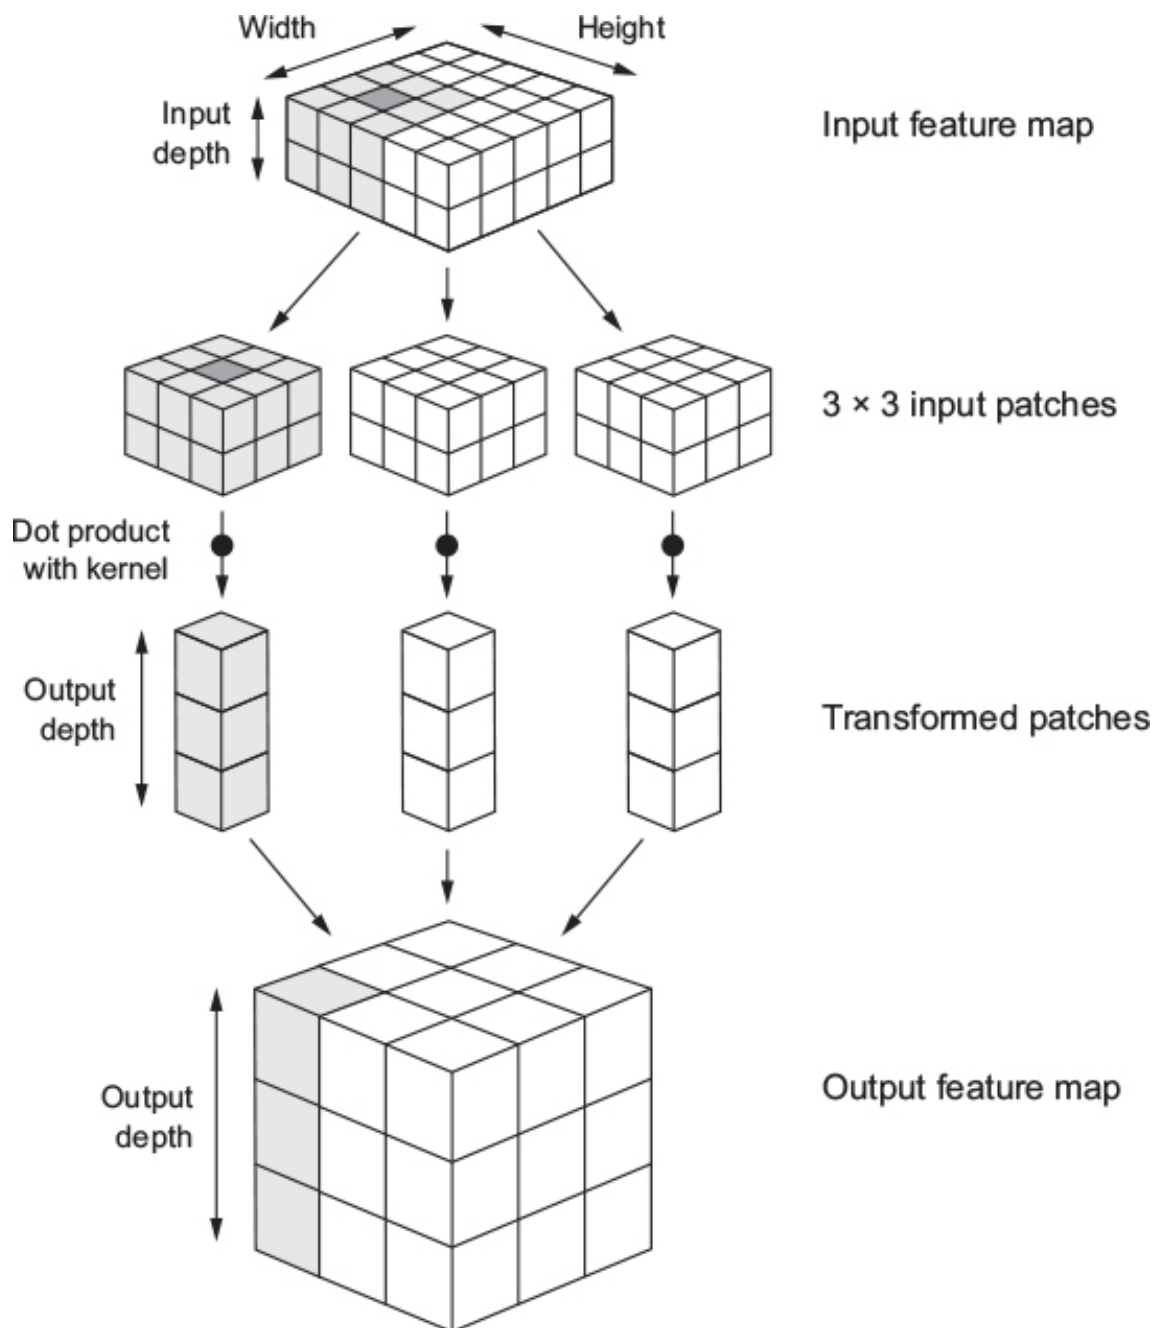 Width
Height
Input
depth
Input feature map
3 × 3 input patches
Dot product
with kernel
Output
depth
Transformed patches
Output
depth
Output feature map